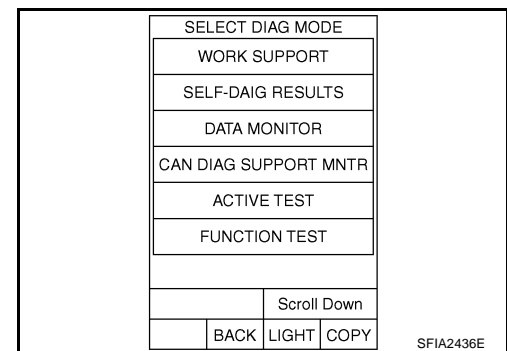 SELECT DIAG MODE
WORK SUPPORT
SELF-DAIG RESULTS
DATA MONITOR
CAN DIAG SUPPORT MNTR
ACTIVE TEST
FUNCTION TEST
Scroll Down
BACK LIGHT COPY
SFIA2436E